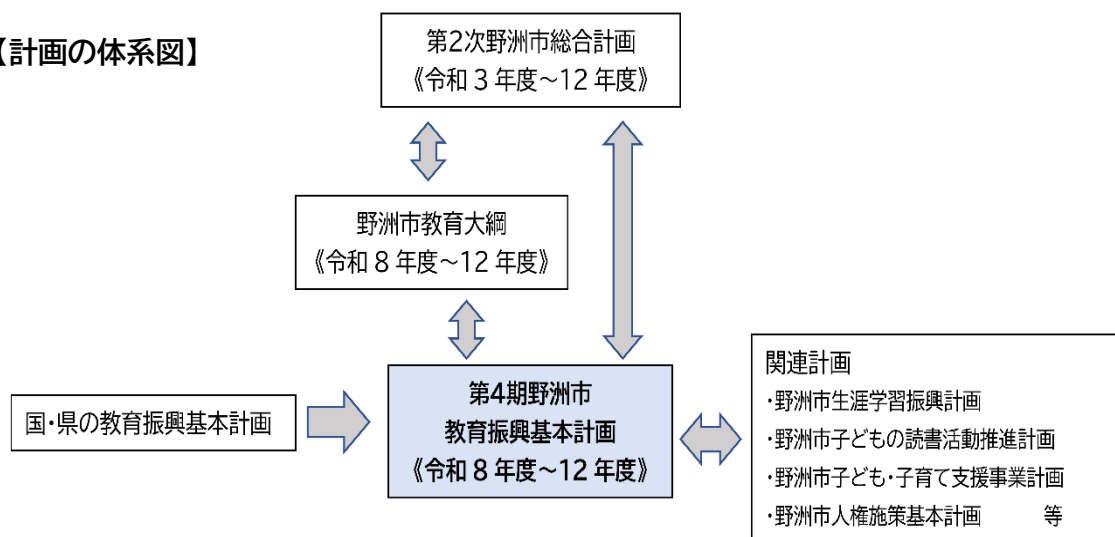 【計画の体系図】
第2次野洲市総合計画
《令和3年度～12年度》
野洲市教育大綱
《令和8年度～12年度》
国・県の教育振興基本計画
第4期野洲市
教育振興基本計画
《令和8年度～12年度》
関連計画
・野洲市生涯学習振興計画
・野洲市子どもの読書活動推進計画
・野洲市子ども・子育て支援事業計画
・野洲市人権施策基本計画　　　等